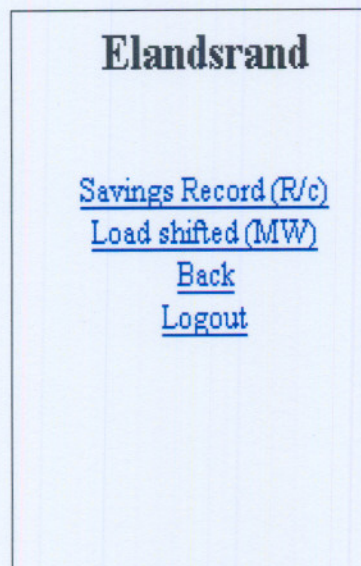 Elandsrand
Savings Record (R/c)
Load shifted (MW)
Back
Logout